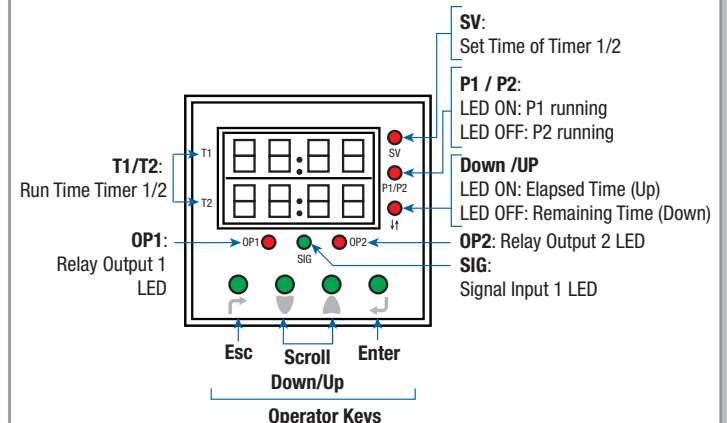 SV:
Set Time of Timer 1/2
P1 / P2:
LED ON: P1 running
LED OFF: P2 running
Down /UP
LED ON: Elapsed Time (Up)
LED OFF: Remaining Time (Down)
T1/T2:
Run Time Timer 1/2
T1
T2
SV
P1/P2
↓↑
OP1:
Relay Output 1
LED
OP1
SIG
OP2
OP2: Relay Output 2 LED
SIG:
Signal Input 1 LED
Esc
Scroll
Down/Up
Enter
Operator Keys